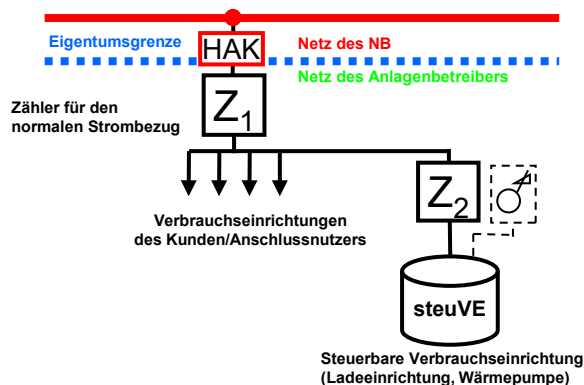 Eigentumsgrenze
HAK
Netz des NB
Netz des Anlagenbetreibers
Zähler für den
normalen Strombezug
Z1
Z2
Verbrauchseinrichtungen
des Kunden/Anschlussnutzers
steuVE
Steuerbare Verbrauchseinrichtung
(Ladeeinrichtung, Wärmepumpe)